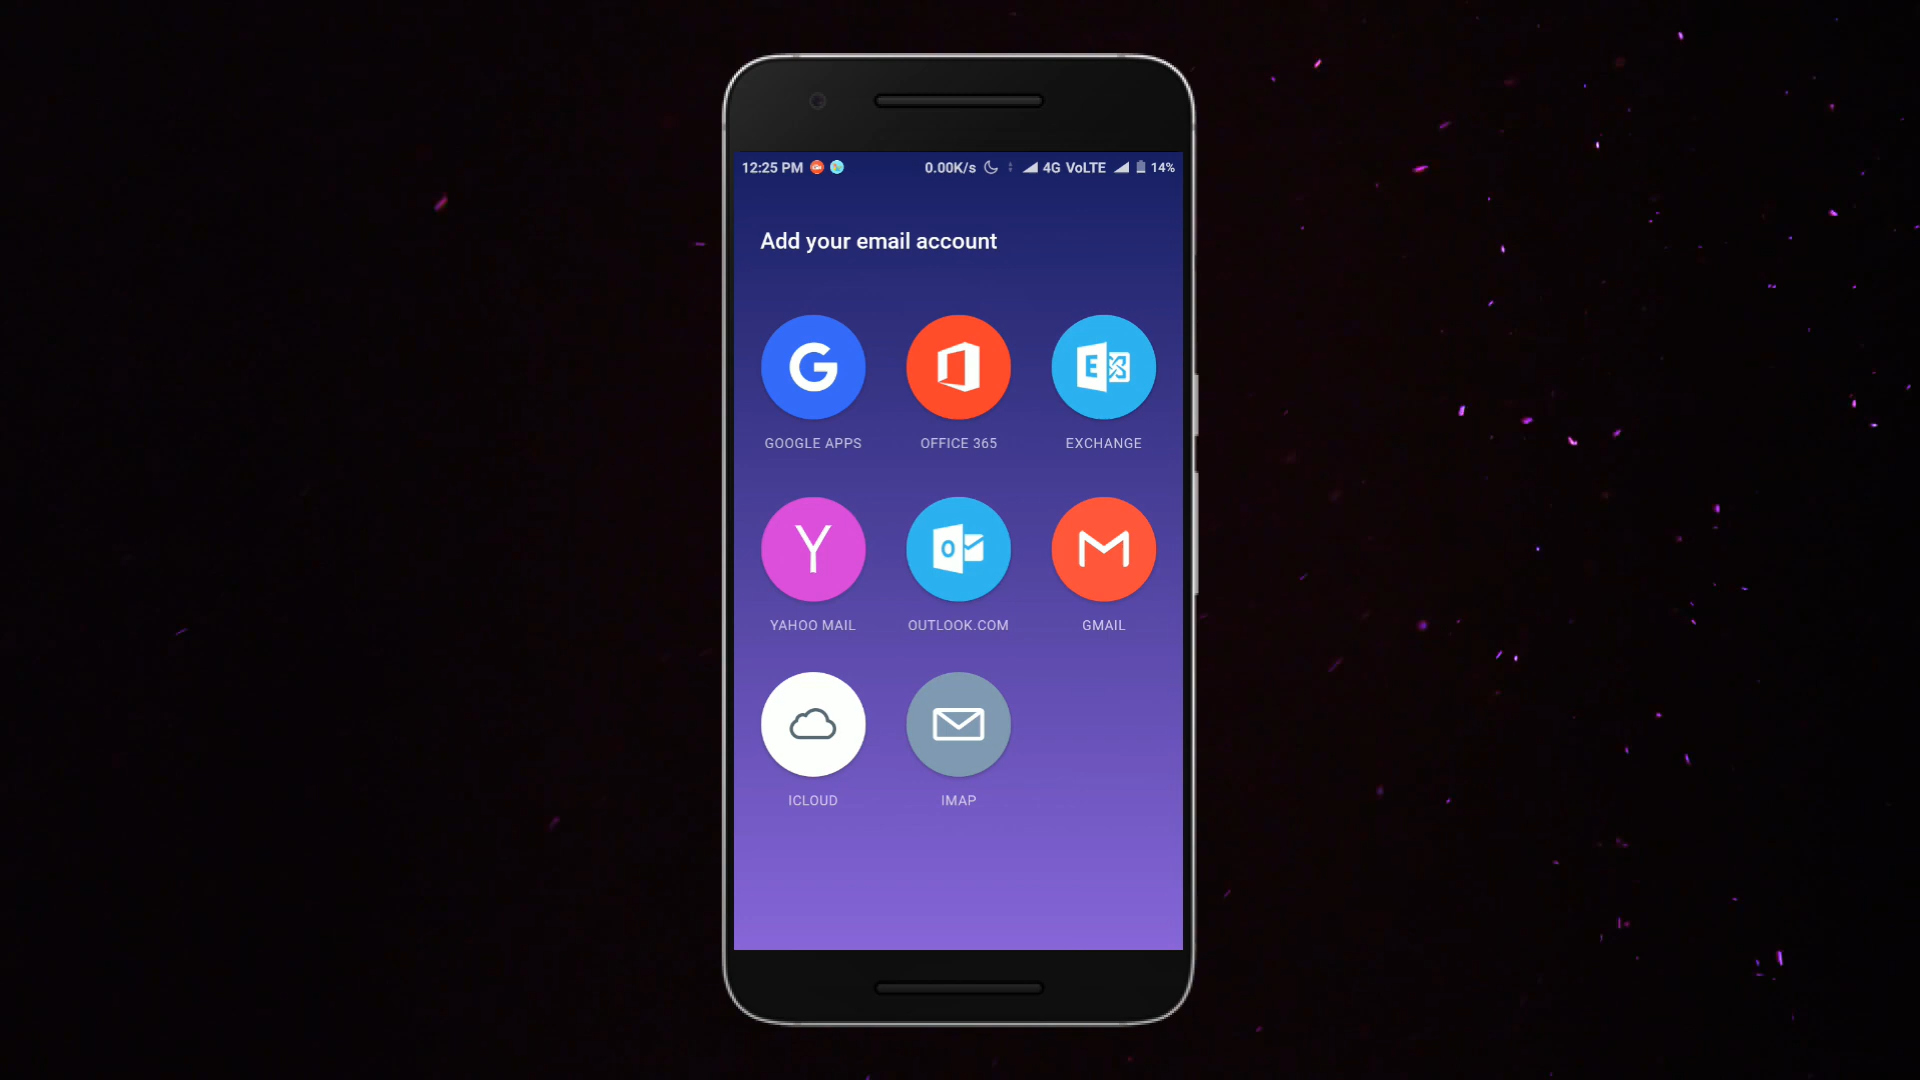 12:25 PM 0.00K/s 4G VoLTE 14%
Add your email account
GOOGLE APPS OFFICE 365 EXCHANGE
YAHOO MAIL OUTLOOK.COM GMAIL
ICLOUD IMAP